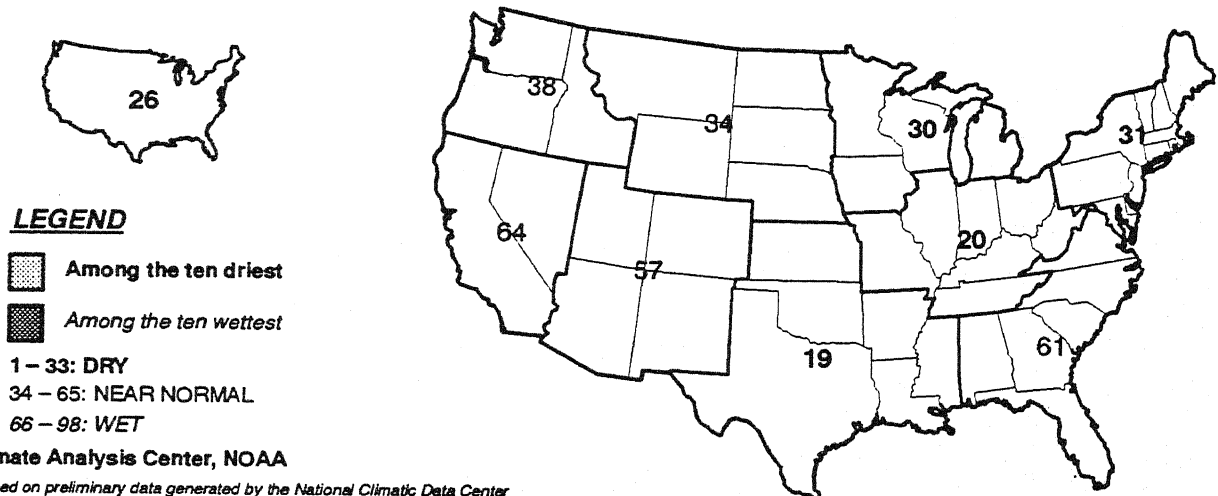 26
38
34
30
31
64
57
20
19
61
LEGEND
Among the ten driest
Among the ten wettest
1 – 33: DRY
34 – 65: NEAR NORMAL
66 – 98: WET
nate Analysis Center, NOAA
ed on preliminary data generated by the National Climatic Data Center